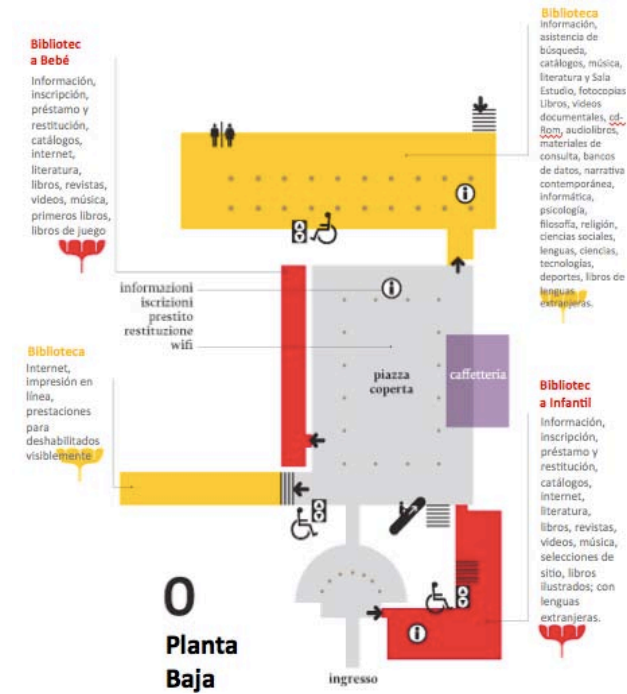 Bibliotec
a Bebé
Información,
inscripción,
préstamo y
restitución,
catálogos,
internet,
literatura,
libros, revistas,
videos, música,
primeros libros,
libros de juego
Biblioteca
Información,
asistencia de
búsqueda,
catálogos, música,
literatura y Sala
Estudio, fotocopias
Libros, videos
documentales, cd-
Rom, audiolibros,
materiales de
consulta, bancos
de datos, narrativa
contemporánea,
informática,
psicología,
filosofía, religión,
ciencias sociales,
lenguas, ciencias,
tecnologías,
deportes, libros de
lenguas
extranjeras.
informazioni
iscrizioni
prestito
restituzione
wifi
piazza
coperta
caffetteria
Biblioteca
Internet,
impresión en
línea,
prestaciones
para
deshabilitados
visiblemente
Bibliotec
a Infantil
Información,
inscripción,
préstamo y
restitución,
catálogos,
internet,
literatura,
libros, revistas,
videos, música,
selecciones de
sitio, libros
ilustrados; con
lenguas
extranjeras.
0
Planta
Baja
ingresso